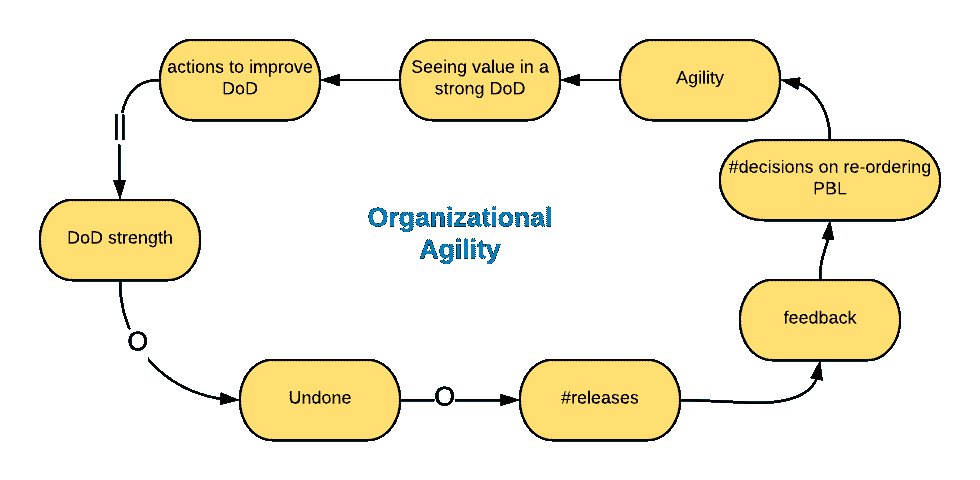 actions to improve
DoD
Seeing value in a
strong DoD
Agility
#decisions on re-ordering
PBL
||
DoD strength
Organizational
Agility
feedback
O
Undone
O
#releases